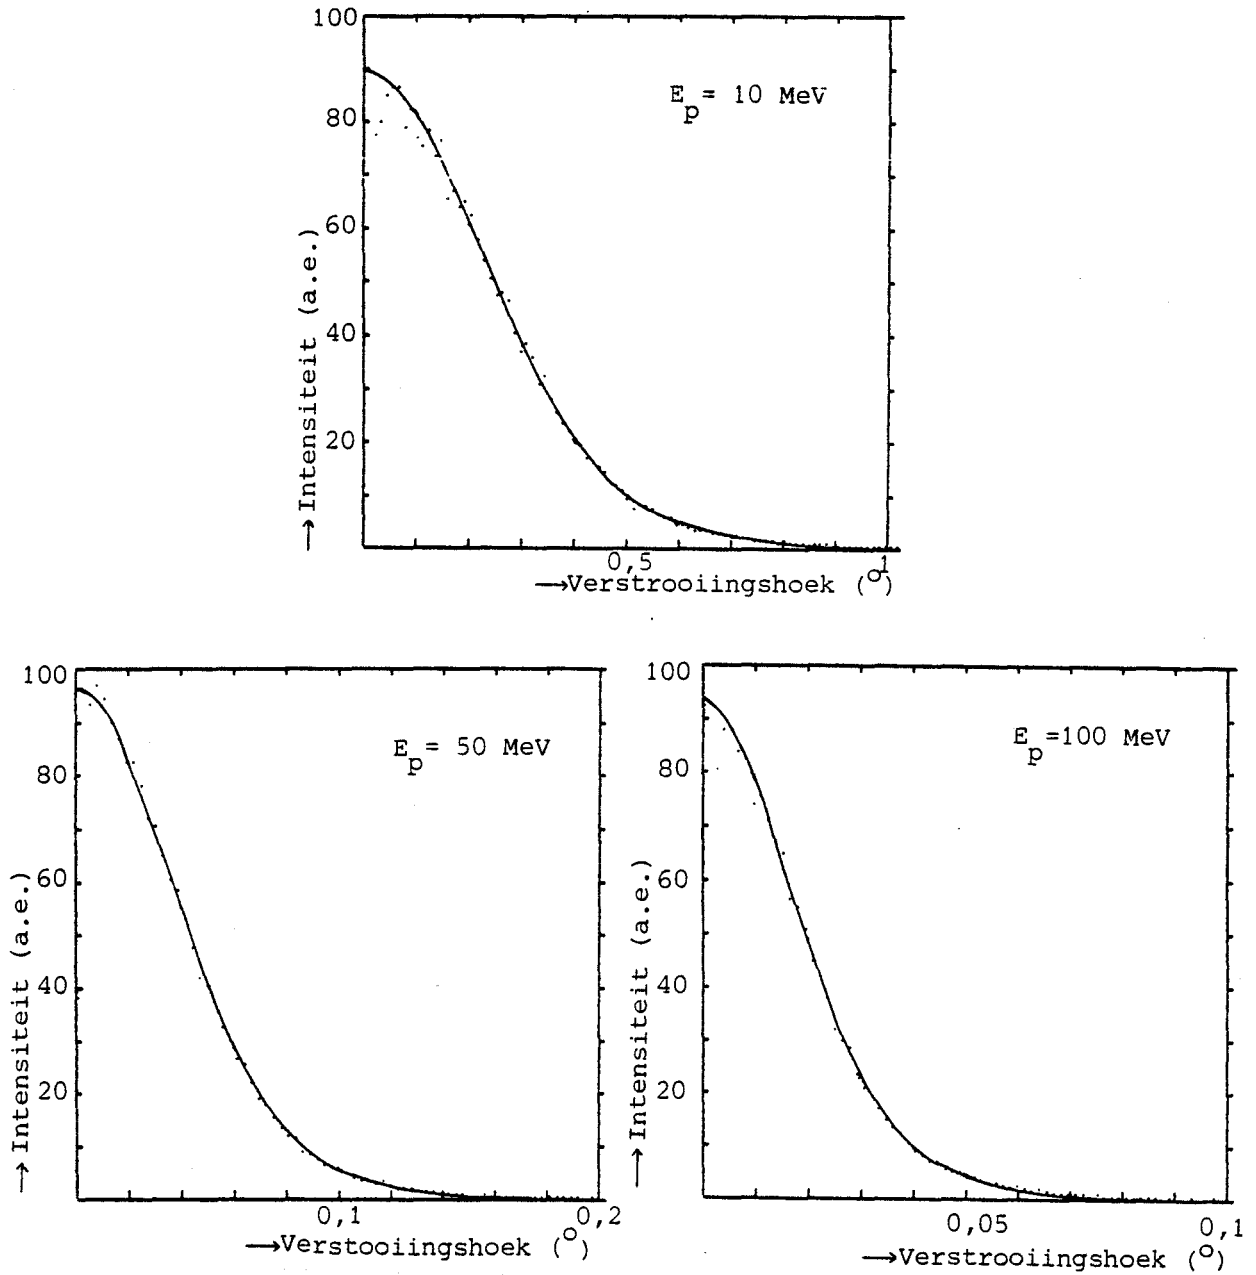 100
80
60
40
20
E_p = 10 MeV
→Intensiteit (a.e.)
0,5
1
→Verstrooiingshoek (°)
100
80
60
40
20
E_p = 50 MeV
→Intensiteit (a.e.)
0,1
0,2
→Verstooiingshoek (°)
100
80
60
40
20
E_p =100 MeV
→Intensiteit (a.e.)
0,05
0,1
→Verstrooiingshoek (°)